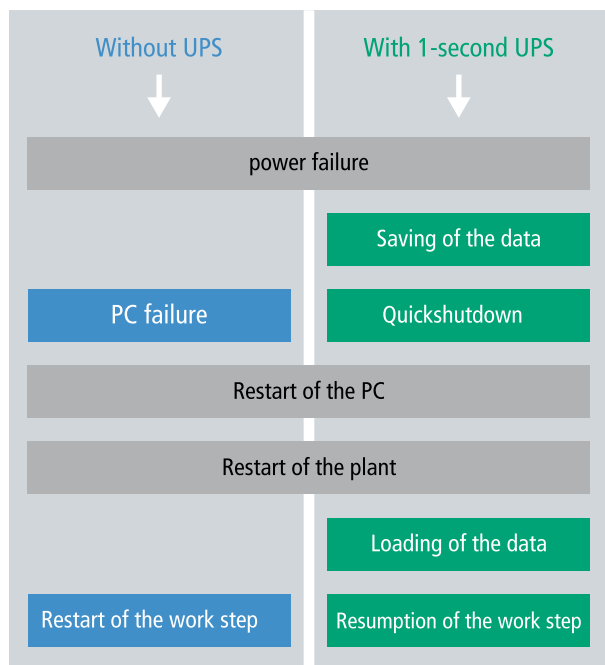 Without UPS
With 1-second UPS
power failure
Saving of the data
PC failure
Quickshutdown
Restart of the PC
Restart of the plant
Loading of the data
Restart of the work step
Resumption of the work step